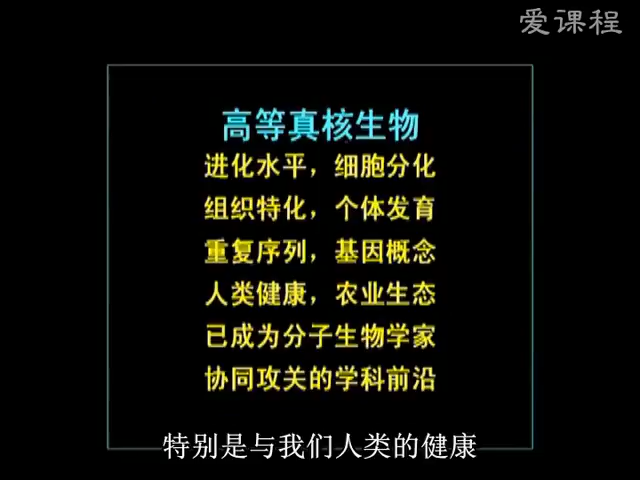 爱课程
高等真核生物
进化水平，细胞分化
组织特化，个体发育
重复序列，基因概念
人类健康，农业生态
已成为分子生物学家
协同攻关的学科前沿
特别是与我们人类的健康